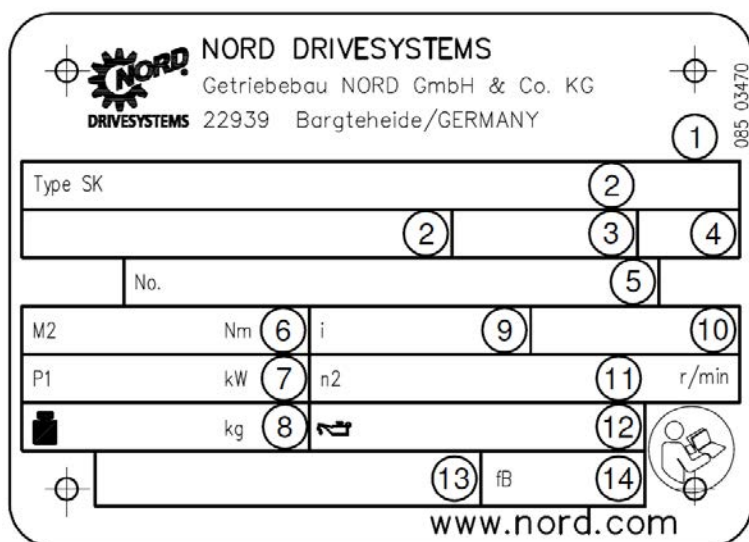 NORD DRIVESYSTEMS
Getriebebau NORD GmbH & Co. KG
22939 Bargteheide/GERMANY
NORD®
DRIVESYSTEMS
085 03470
1
Type SK 2
2 3 4
No. 5
M2 Nm 6 i 9 10
P1 kW 7 n2 11 r/min
kg 8 12
13 fB 14
www.nord.com